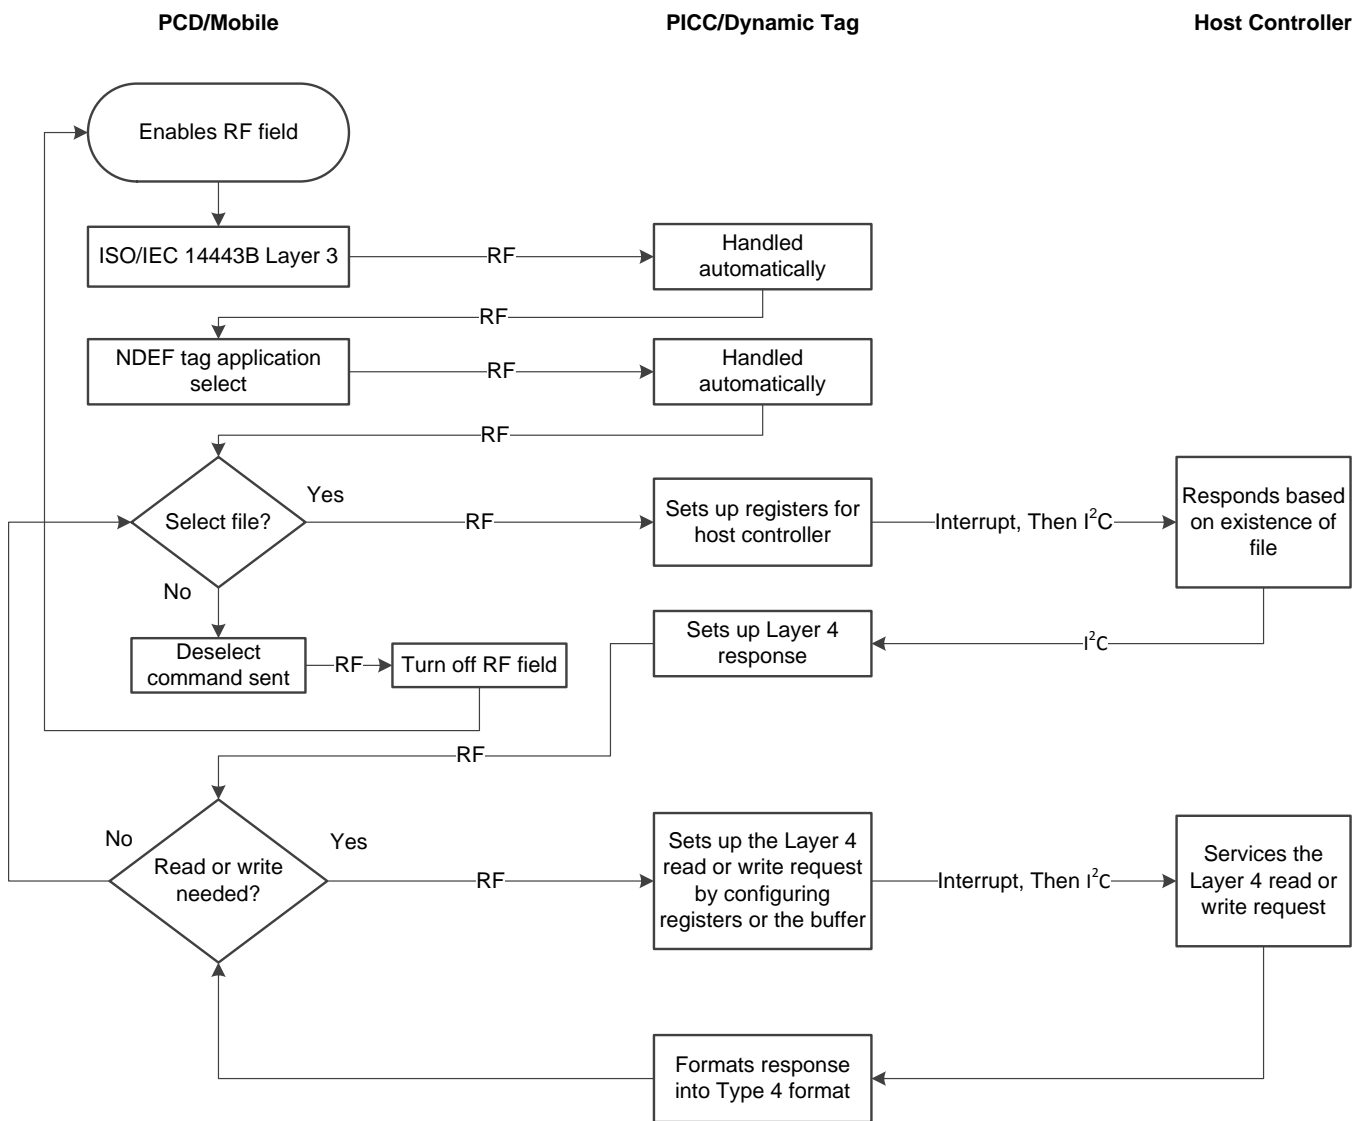 PCD/Mobile
PICC/Dynamic Tag
Host Controller
Enables RF field
ISO/IEC 14443B Layer 3
RF
Handled
automatically
RF
NDEF tag application
select
RF
Handled
automatically
RF
Select file?
Yes
RF
Sets up registers for
host controller
Interrupt, Then I²C
Responds based
on existence of
file
No
Deselect
command sent
RF
Turn off RF field
Sets up Layer 4
response
I²C
RF
No
Read or write
needed?
Yes
RF
Sets up the Layer 4
read or write request
by configuring
registers or the buffer
Interrupt, Then I²C
Services the
Layer 4 read or
write request
Formats response
into Type 4 format